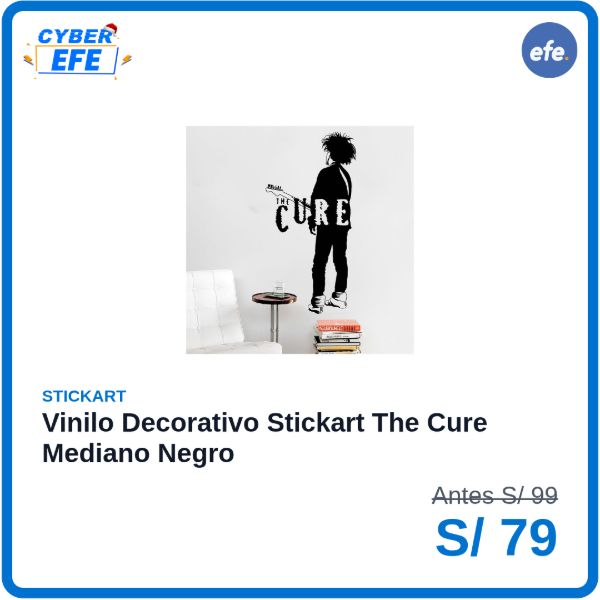 CYBER
EFE
efe.
THE
CURE
STICKART
Vinilo Decorativo Stickart The Cure
Mediano Negro
Antes S/ 99
S/ 79